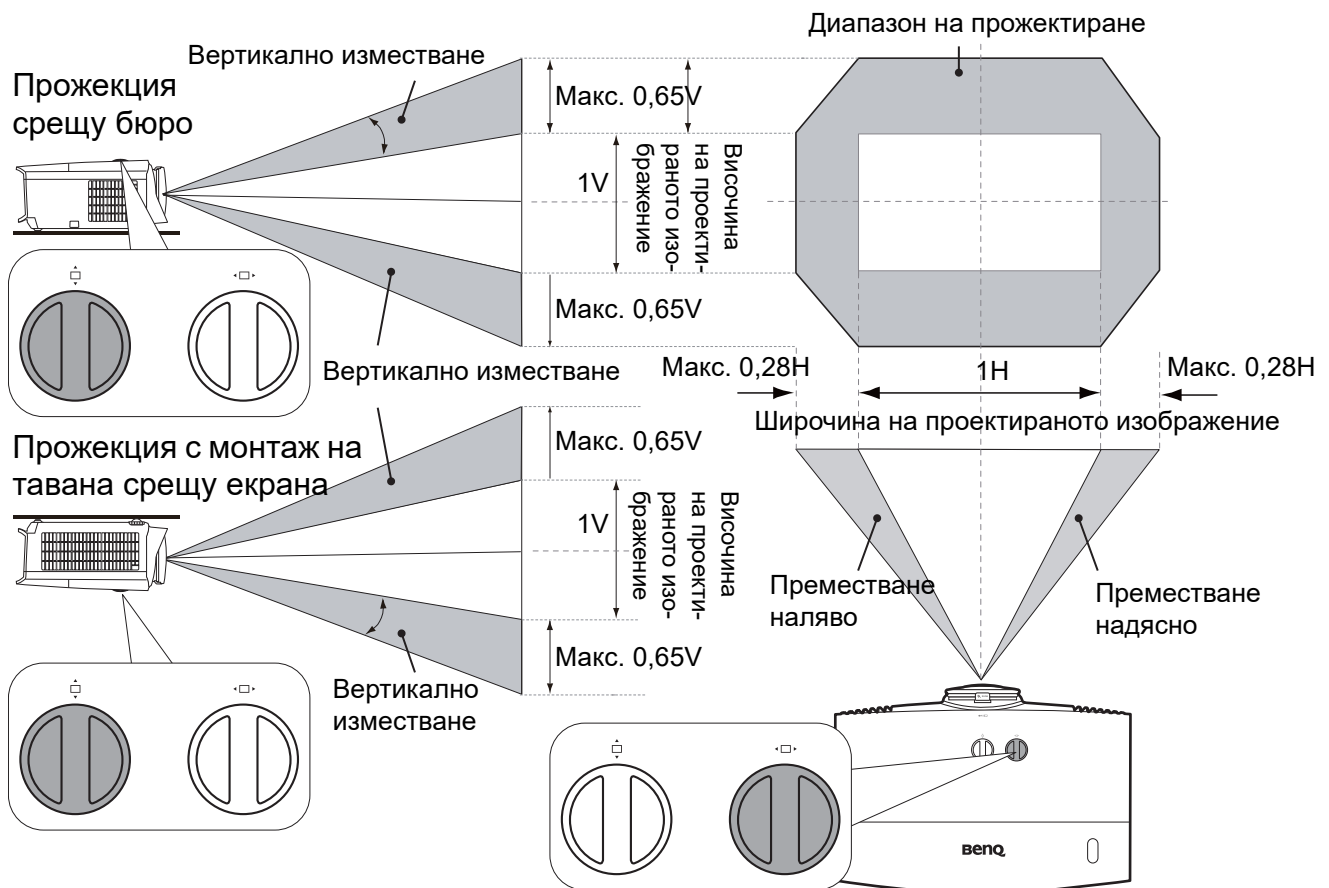 Диапазон на прожектиране
Вертикално изместване
Прожекция
срещу бюро
Макс. 0,65V
1V
Височина
на проекти-
раното изо-
бражение
Макс. 0,65V
Вертикално изместване
Макс. 0,28H
1H
Макс. 0,28H
Широчина на проектираното изображение
Прожекция с монтаж на
тавана срещу екрана
Макс. 0,65V
1V
Височина
на проекти-
раното изо-
бражение
Макс. 0,65V
Преместване
наляво
Преместване
надясно
Вертикално
изместване
BenQ